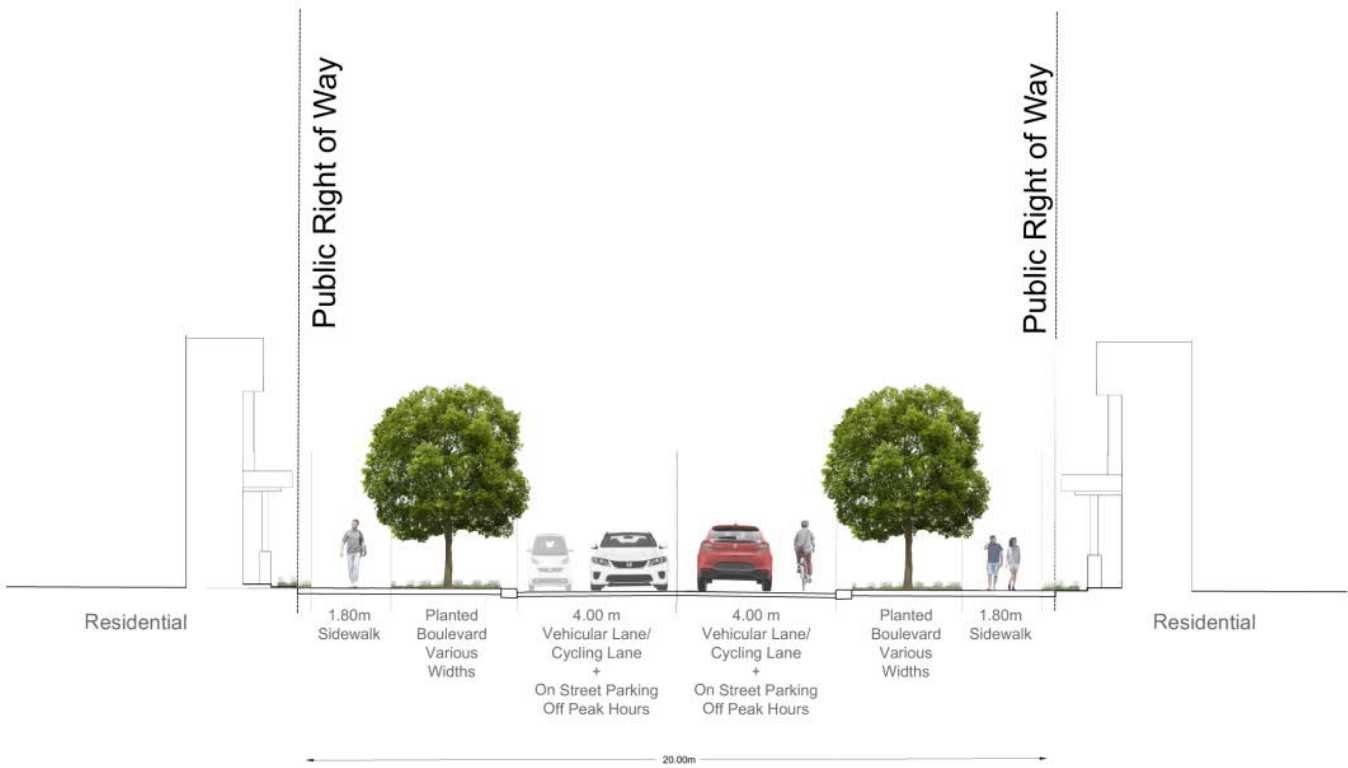 Public Right of Way
Public Right of Way
Residential
1.80m
Sidewalk
Planted
Boulevard
Various
Widths
4.00 m
Vehicular Lane/
Cycling Lane
+
On Street Parking
Off Peak Hours
4.00 m
Vehicular Lane/
Cycling Lane
+
On Street Parking
Off Peak Hours
Planted
Boulevard
Various
Widths
1.80m
Sidewalk
Residential
20.00m